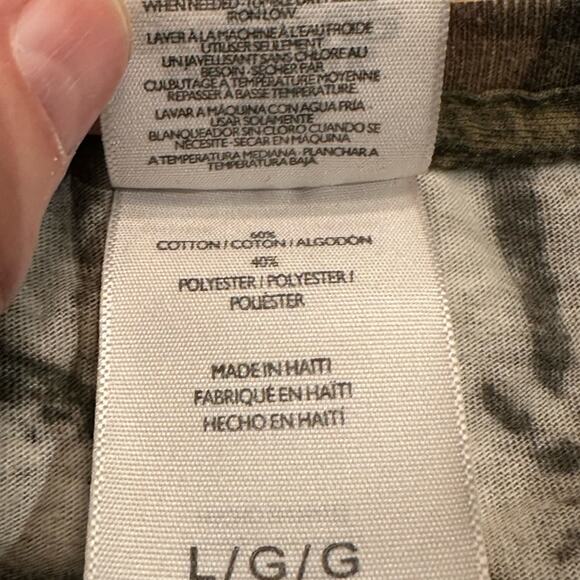 WHEN NEEDED - TUMBLE DRY
IRON LOW.
LAVER À LA MACHINE À L'EAU FROIDE
UTILISER SEULEMENT
UN JAVELLISANT SANS CHLORE AU
BESOIN - SÉCHER PAR
CULBUTAGE À TEMPÉRATURE MOYENNE
REPASSER À BASSE TEMPÉRATURE.
LAVAR A MÁQUINA CON AGUA FRÍA
USAR SOLAMENTE
BLANQUEADOR SIN CLORO CUANDO SE
NECESITE - SECAR EN MÁQUINA
A TEMPERATURA MEDIANA - PLANCHAR A
TEMPERATURA BAJA.
60%
COTTON / COTON / ALGODÓN
40%
POLYESTER / POLYESTER /
POLIÉSTER
MADE IN HAITI
FABRIQUÉ EN HAÏTI
HECHO EN HAITÍ
L/G/G